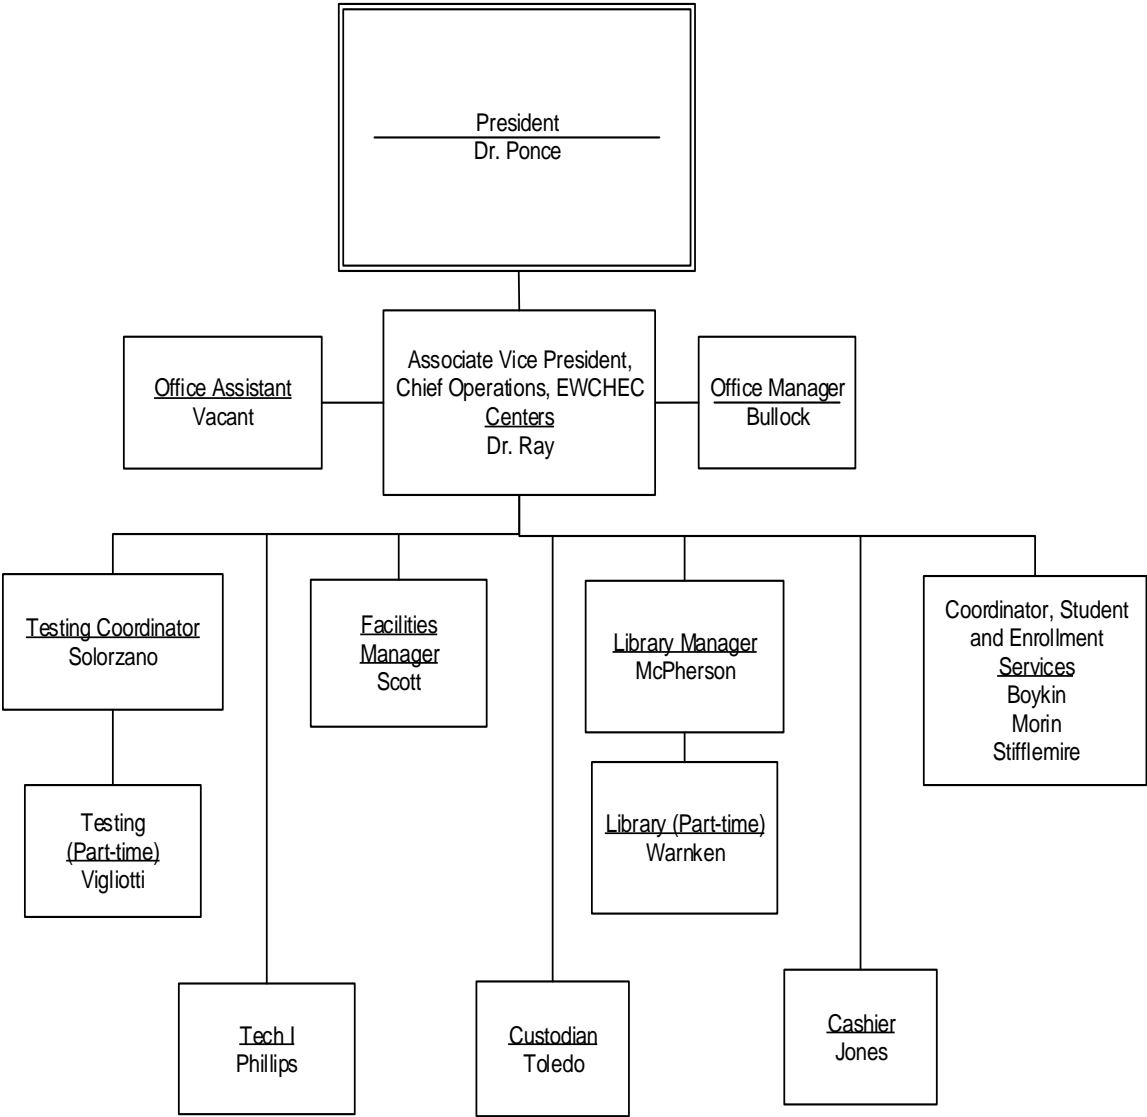 President
Dr. Ponce
Associate Vice President,
Chief Operations, EWCHEC
Centers
Dr. Ray
Office Assistant
Vacant
Office Manager
Bullock
Testing Coordinator
Solorzano
Facilities
Manager
Scott
Library Manager
McPherson
Coordinator, Student
and Enrollment
Services
Boykin
Morin
Stifflemire
Testing
(Part-time)
Vigliotti
Library (Part-time)
Warnken
Tech I
Phillips
Custodian
Toledo
Cashier
Jones